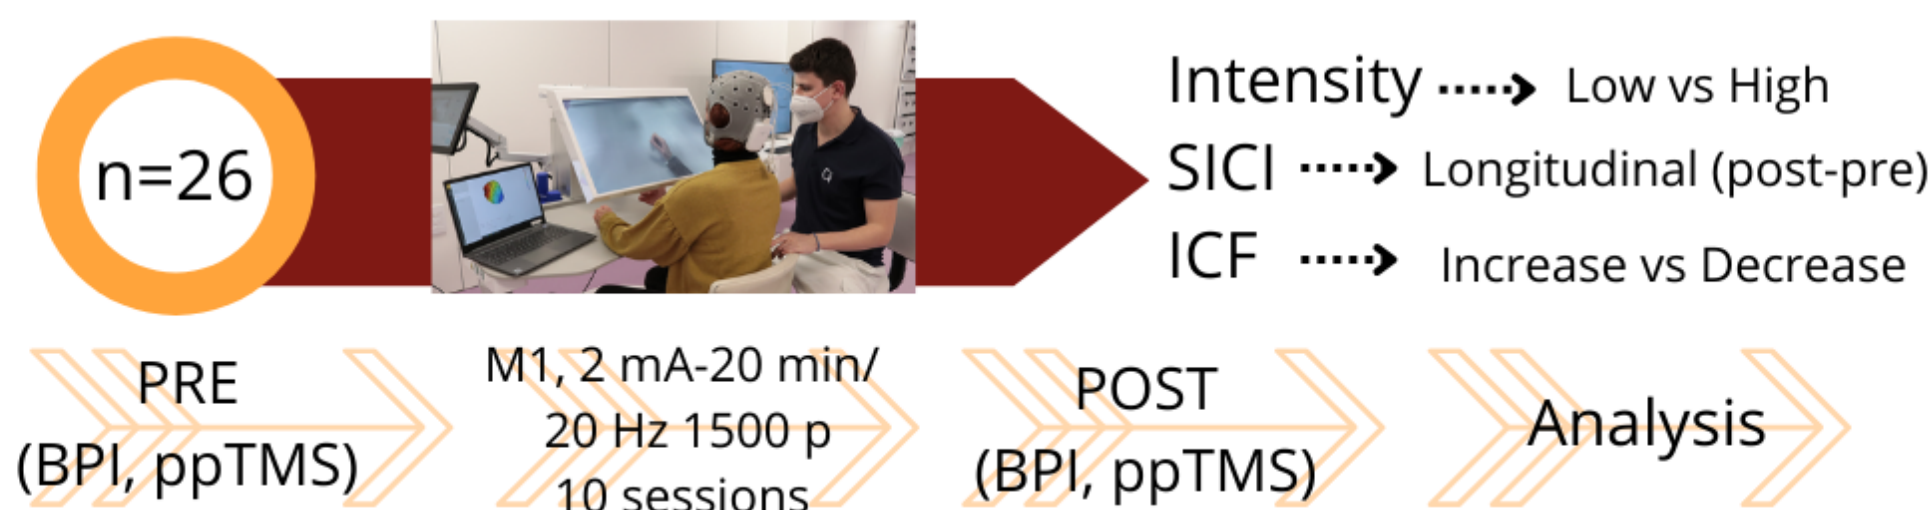 n=26
Intensity Low vs High
SICI Longitudinal (post-pre)
ICF Increase vs Decrease
PRE
(BPI, ppTMS)
M1, 2 mA-20 min/
20 Hz 1500 p
10 sessions
POST
(BPI, ppTMS)
Analysis